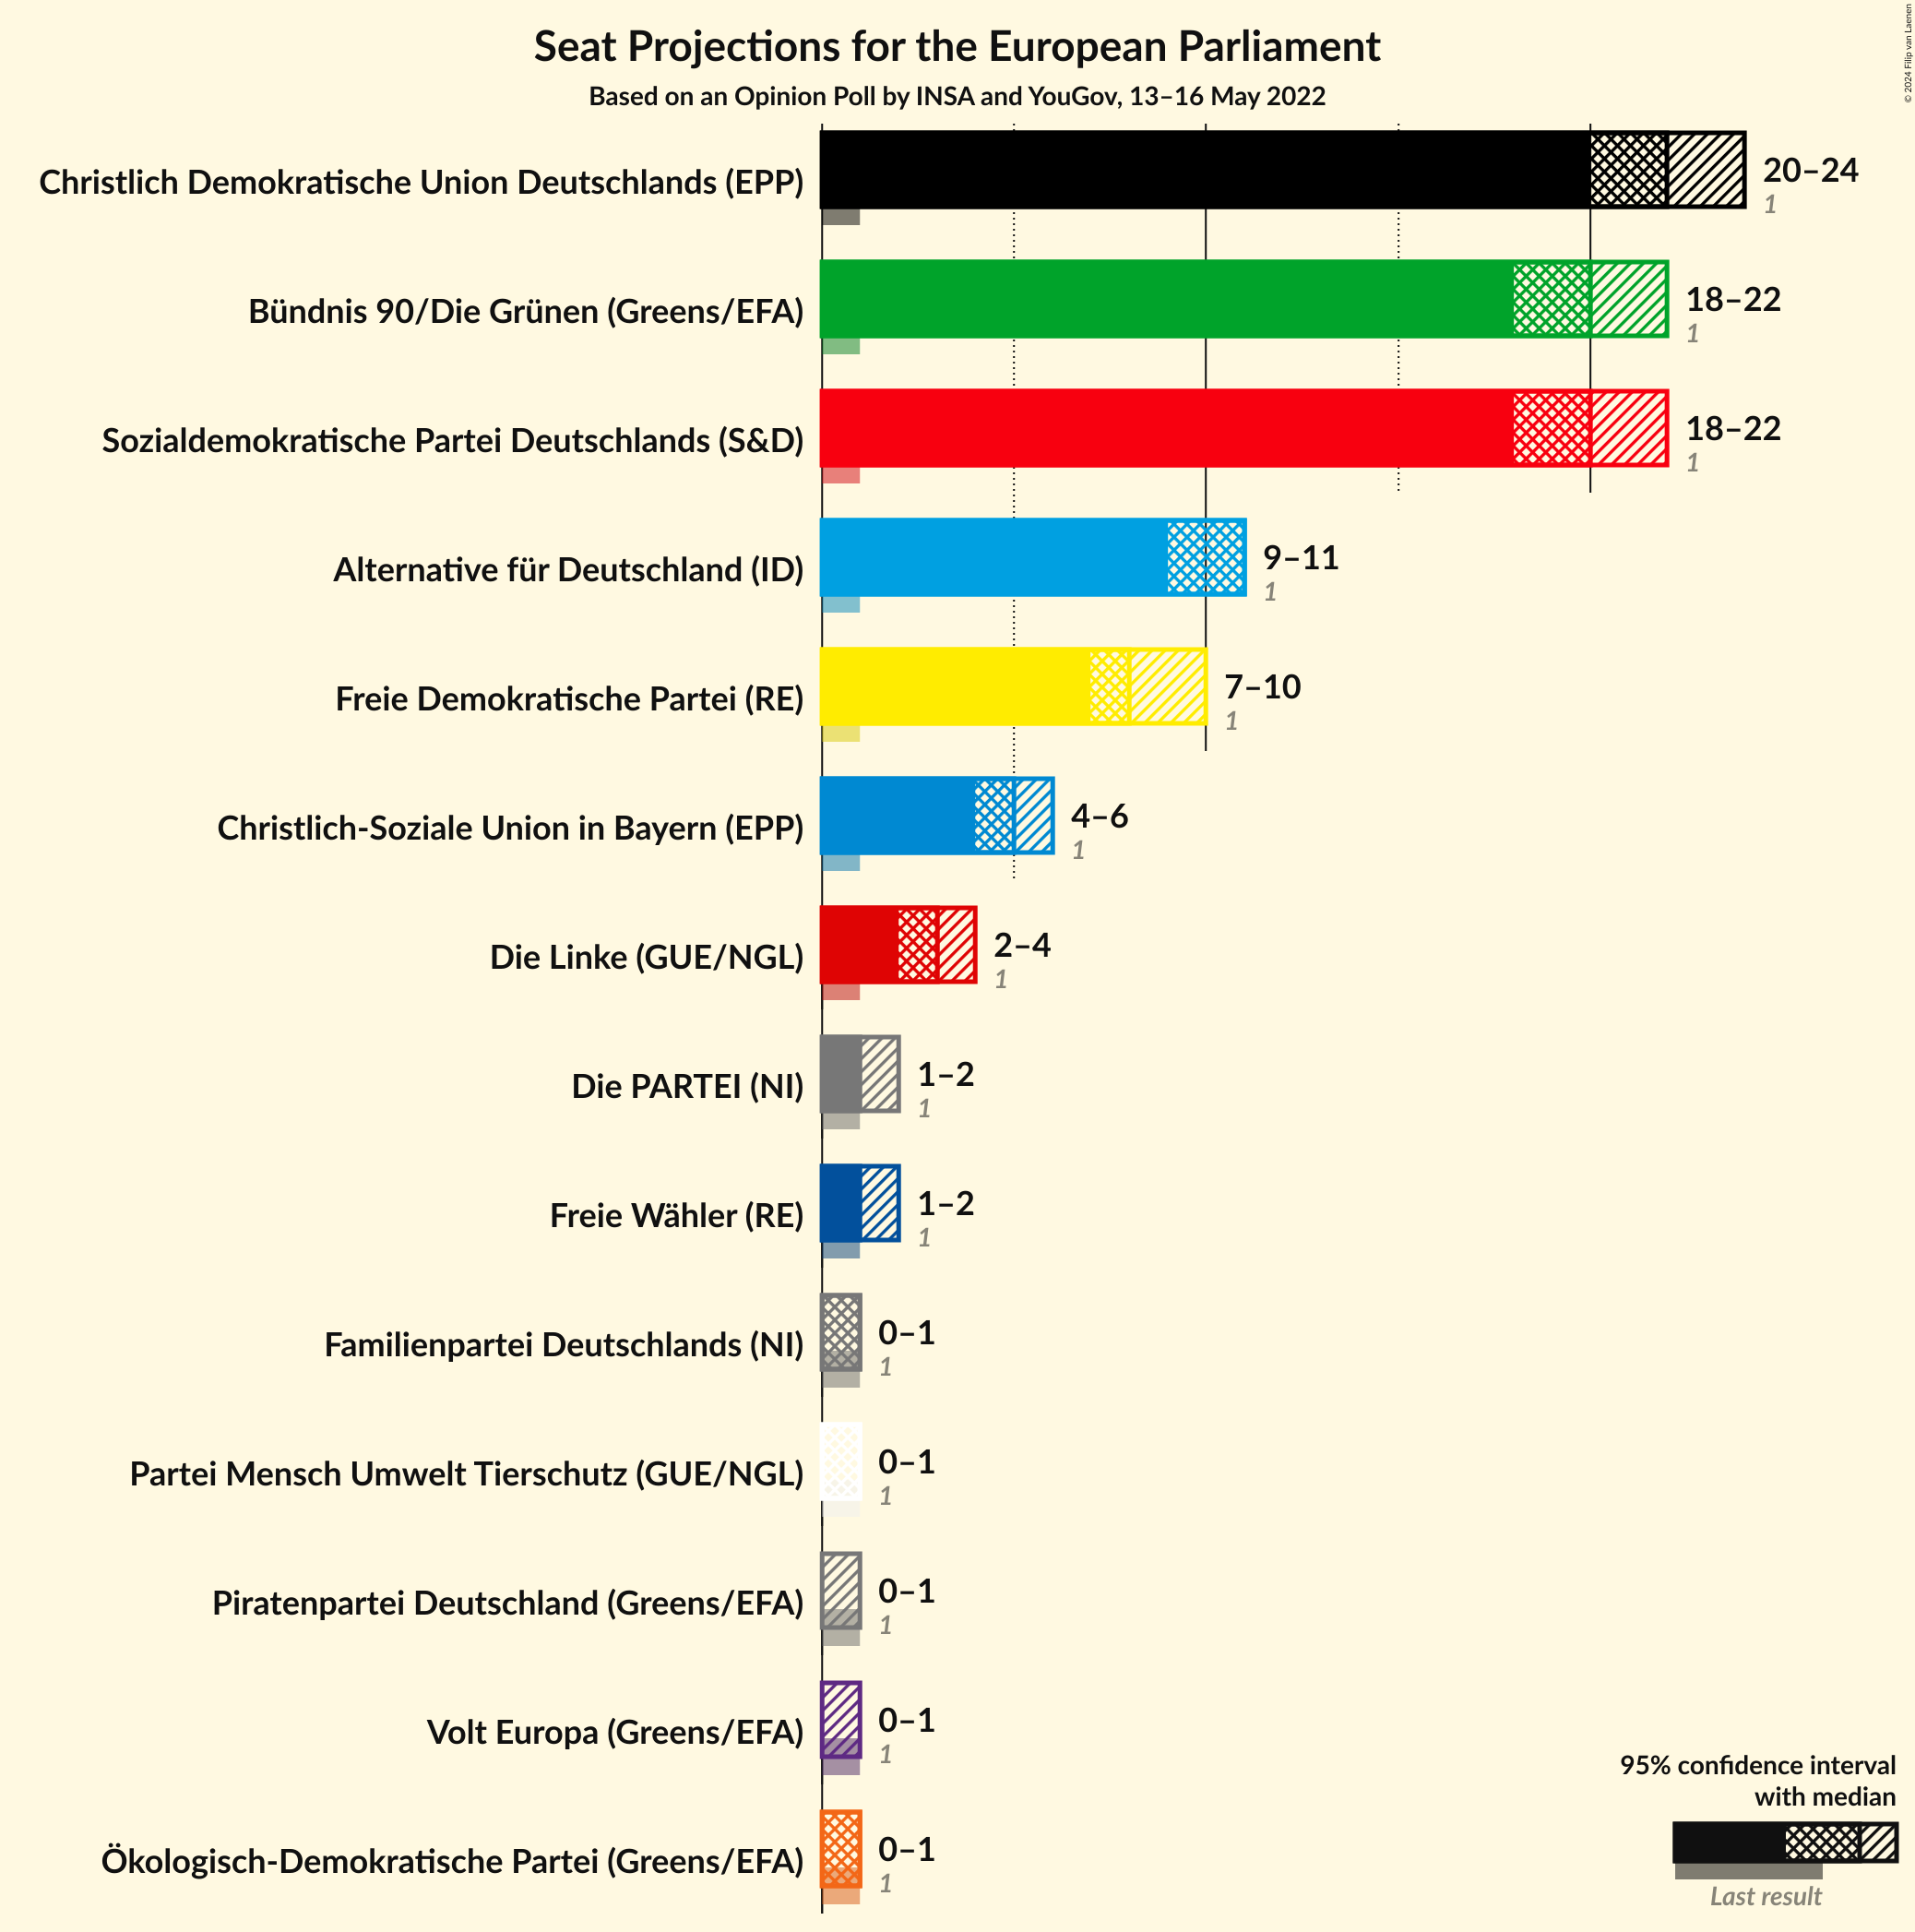 Seat Projections for the European Parliament
Based on an Opinion Poll by INSA and YouGov, 13–16 May 2022
© 2024 Filip van Laenen
Christlich Demokratische Union Deutschlands (EPP)
20–24
1
Bündnis 90/Die Grünen (Greens/EFA)
18–22
1
Sozialdemokratische Partei Deutschlands (S&D)
18–22
1
Alternative für Deutschland (ID)
9–11
1
Freie Demokratische Partei (RE)
7–10
1
Christlich-Soziale Union in Bayern (EPP)
4–6
1
Die Linke (GUE/NGL)
2–4
1
Die PARTEI (NI)
1–2
1
Freie Wähler (RE)
1–2
1
Familienpartei Deutschlands (NI)
0–1
1
Partei Mensch Umwelt Tierschutz (GUE/NGL)
0–1
1
Piratenpartei Deutschland (Greens/EFA)
0–1
1
Volt Europa (Greens/EFA)
0–1
1
Ökologisch-Demokratische Partei (Greens/EFA)
0–1
1
95% confidence interval
with median
Last result